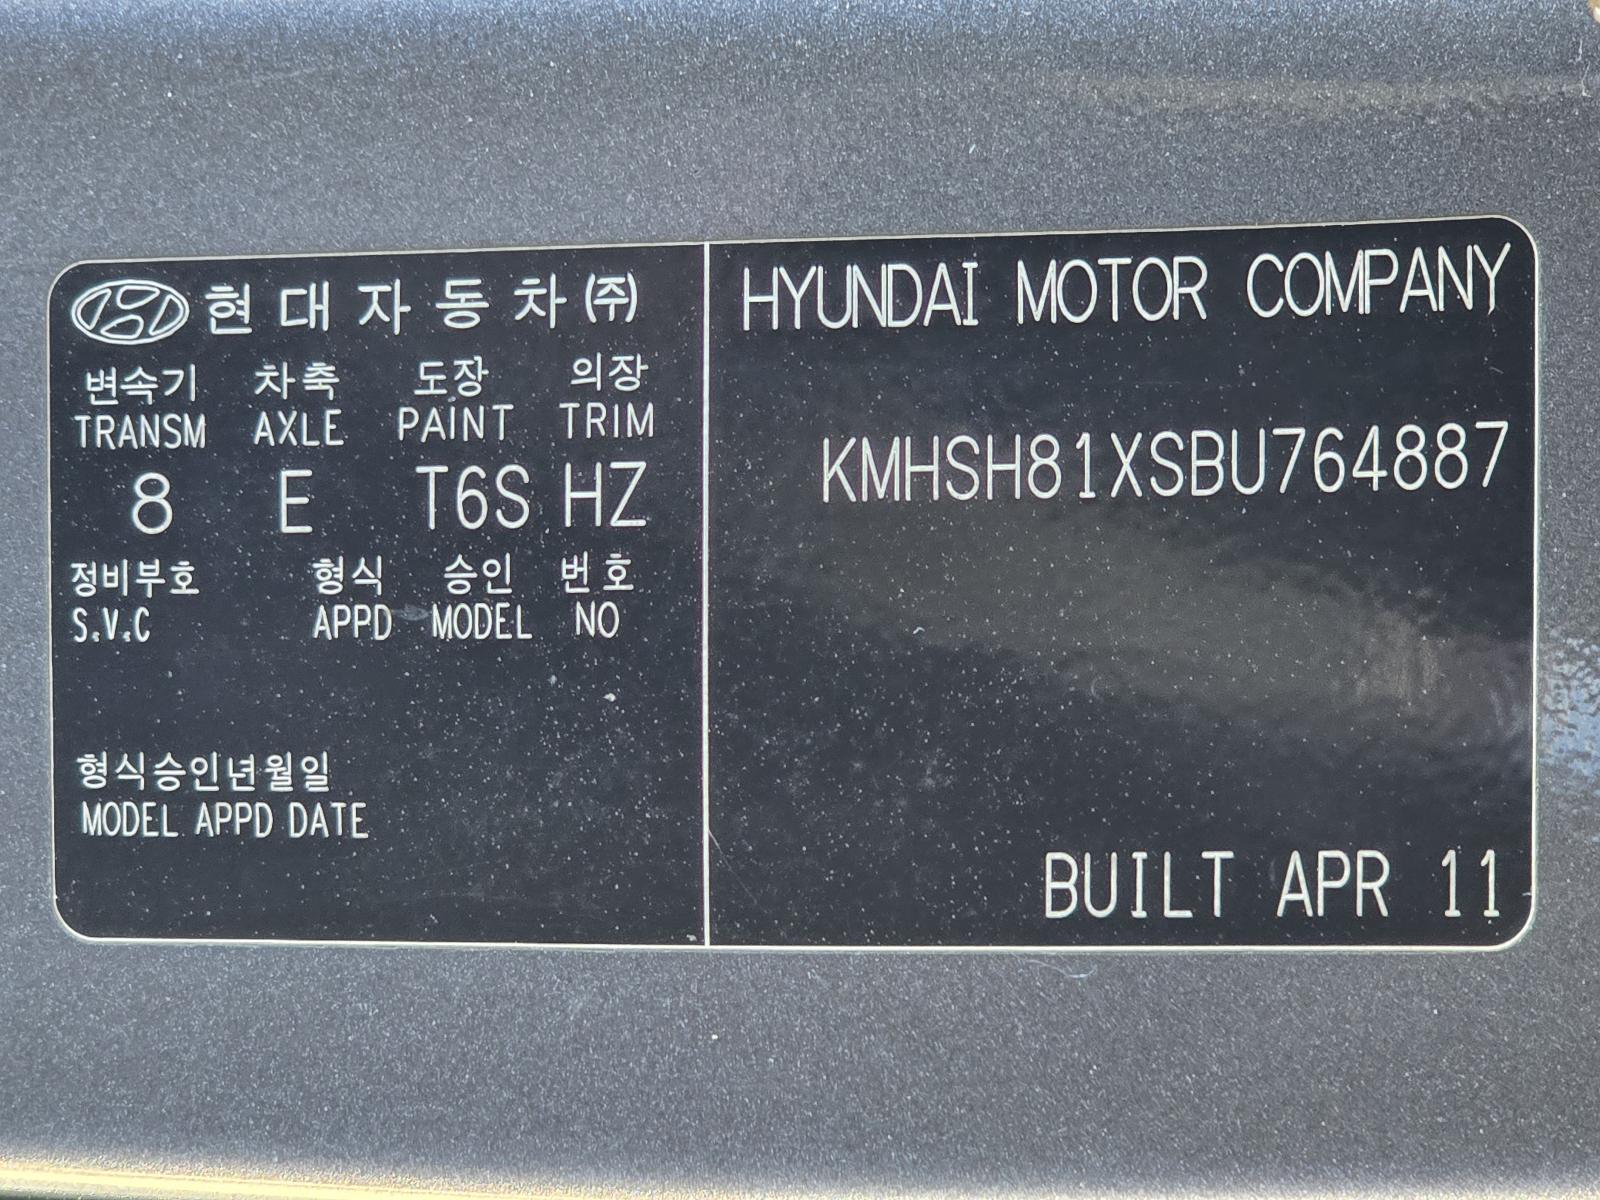 현대자동차(주)
변속기 차축 도장 의장
TRANSM AXLE PAINT TRIM
8 E T6S HZ
정비부호 형식 승인 번호
S.V.C APPD MODEL NO
형식승인년월일
MODEL APPD DATE
HYUNDAI MOTOR COMPANY
KMHSH81XSBU764887
BUILT APR 11